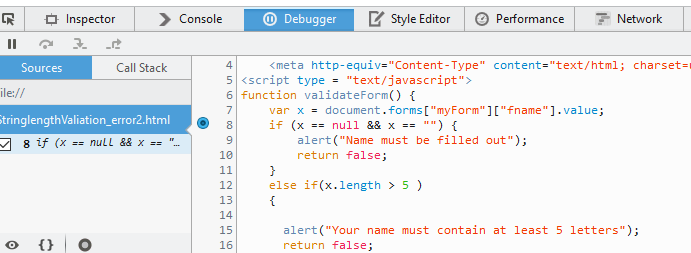 Inspector Console Debugger Style Editor Performance Network
Sources Call Stack
ile://
StringlengthValiation_error2.html
8 if (x == null && x == "…
4 <meta http-equiv="Content-Type" content="text/html;
5 <script type = "text/javascript">
6 function validateForm() {
7 var x = document.forms["myForm"]["fname"].value;
8 if (x == null && x == "") {
9 alert("Name must be filled out");
10 return false;
11 }
12 else if(x.length > 5 )
13 {
14
15 alert("Your name must contain at least 5 letters");
16 return false;